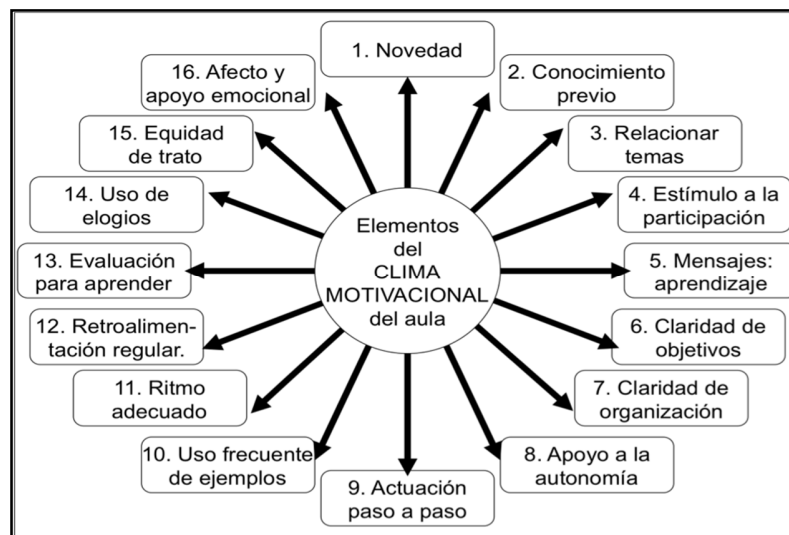 Elementos
del
CLIMA
MOTIVACIONAL
del aula
1. Novedad
2. Conocimiento
previo
3. Relacionar
temas
4. Estímulo a la
participación
5. Mensajes:
aprendizaje
6. Claridad de
objetivos
7. Claridad de
organización
8. Apoyo a la
autonomía
9. Actuación
paso a paso
10. Uso frecuente
de ejemplos
11. Ritmo
adecuado
12. Retroalimen-
tación regular.
13. Evaluación
para aprender
14. Uso de
elogios
15. Equidad
de trato
16. Afecto y
apoyo emocional